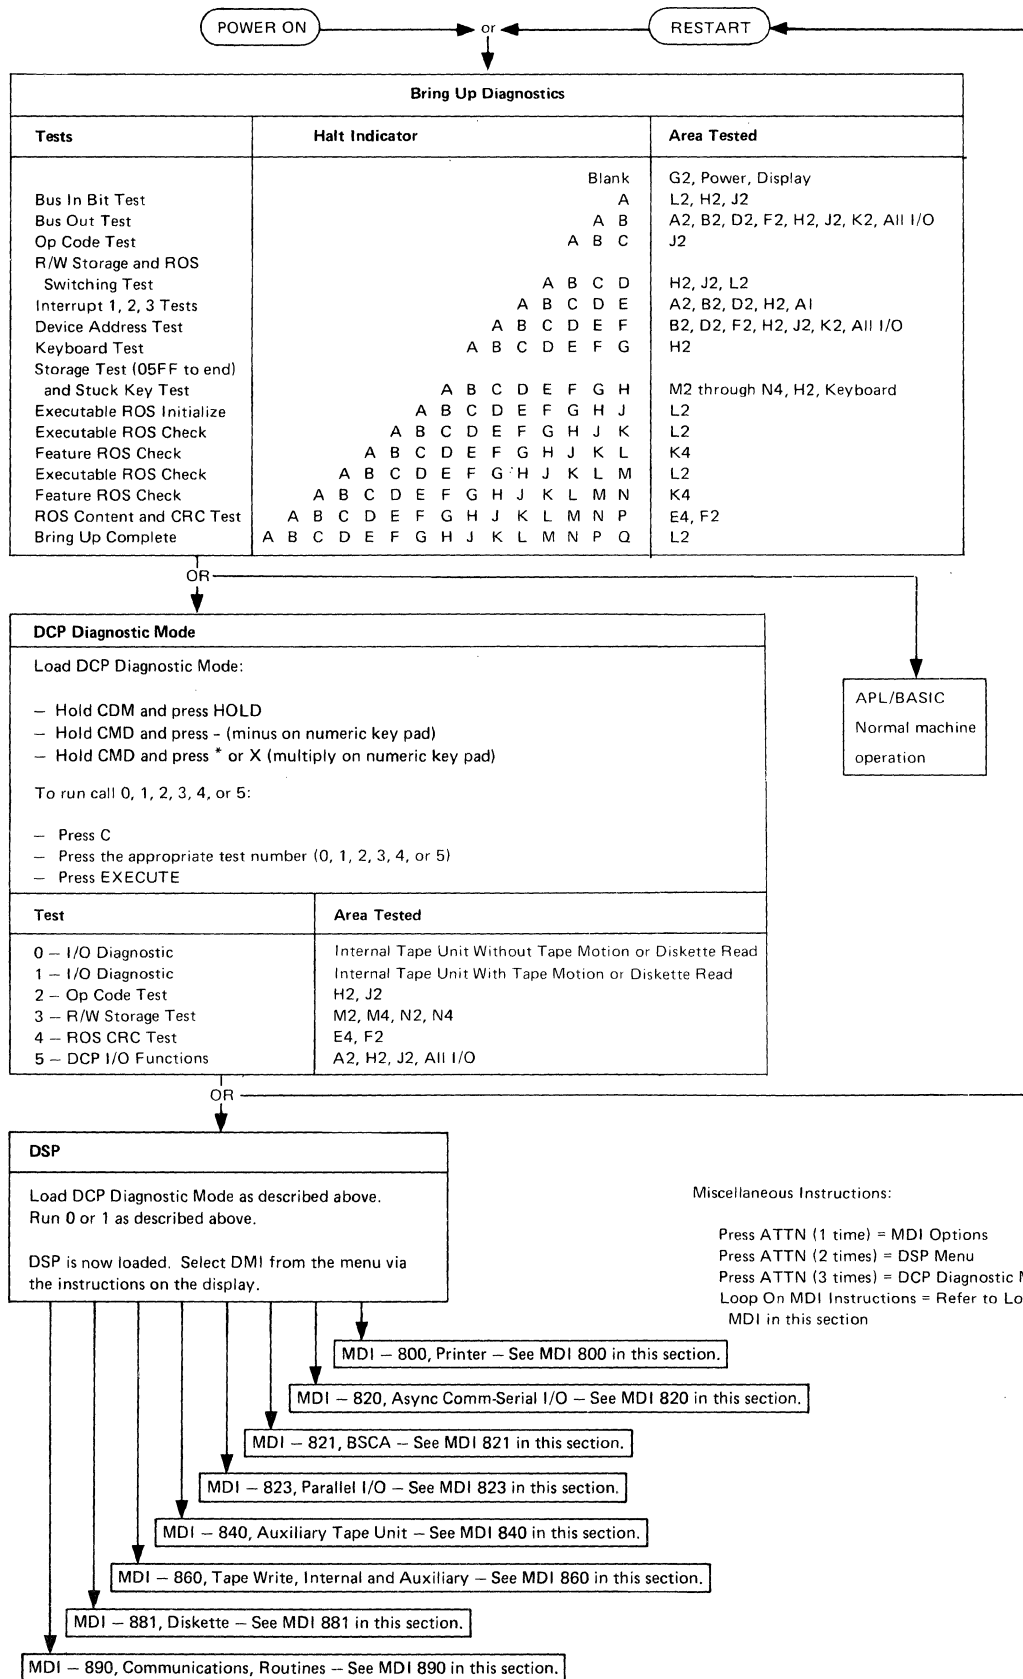 POWER ON or RESTART
Bring Up Diagnostics
Tests Halt Indicator Area Tested
Blank G2, Power, Display
Bus In Bit Test A L2, H2, J2
Bus Out Test A B A2, B2, D2, F2, H2, J2, K2, All I/O
Op Code Test A B C J2
R/W Storage and ROS
Switching Test A B C D H2, J2, L2
Interrupt 1, 2, 3 Tests A B C D E A2, B2, D2, H2, AI
Device Address Test A B C D E F B2, D2, F2, H2, J2, K2, All I/O
Keyboard Test A B C D E F G H2
Storage Test (05FF to end)
and Stuck Key Test A B C D E F G H M2 through N4, H2, Keyboard
Executable ROS Initialize A B C D E F G H J L2
Executable ROS Check A B C D E F G H J K L2
Feature ROS Check A B C D E F G H J K L K4
Executable ROS Check A B C D E F G H J K L M L2
Feature ROS Check A B C D E F G H J K L M N K4
ROS Content and CRC Test A B C D E F G H J K L M N P E4, F2
Bring Up Complete A B C D E F G H J K L M N P Q L2
OR
DCP Diagnostic Mode
Load DCP Diagnostic Mode:
– Hold CDM and press HOLD
– Hold CMD and press - (minus on numeric key pad)
– Hold CMD and press * or X (multiply on numeric key pad)
To run call 0, 1, 2, 3, 4, or 5:
– Press C
– Press the appropriate test number (0, 1, 2, 3, 4, or 5)
– Press EXECUTE
APL/BASIC
Normal machine
operation
Test Area Tested
0 – I/O Diagnostic Internal Tape Unit Without Tape Motion or Diskette Read
1 – I/O Diagnostic Internal Tape Unit With Tape Motion or Diskette Read
2 – Op Code Test H2, J2
3 – R/W Storage Test M2, M4, N2, N4
4 – ROS CRC Test E4, F2
5 – DCP I/O Functions A2, H2, J2, All I/O
OR
DSP
Load DCP Diagnostic Mode as described above.
Run 0 or 1 as described above.
DSP is now loaded. Select DMI from the menu via
the instructions on the display.
Miscellaneous Instructions:
Press ATTN (1 time) = MDI Options
Press ATTN (2 times) = DSP Menu
Press ATTN (3 times) = DCP Diagnostic
Loop On MDI Instructions = Refer to
MDI in this section
MDI – 800, Printer – See MDI 800 in this section.
MDI – 820, Async Comm-Serial I/O – See MDI 820 in this section.
MDI – 821, BSCA – See MDI 821 in this section.
MDI – 823, Parallel I/O – See MDI 823 in this section.
MDI – 840, Auxiliary Tape Unit – See MDI 840 in this section.
MDI – 860, Tape Write, Internal and Auxiliary – See MDI 860 in this section.
MDI – 881, Diskette – See MDI 881 in this section.
MDI – 890, Communications, Routines – See MDI 890 in this section.